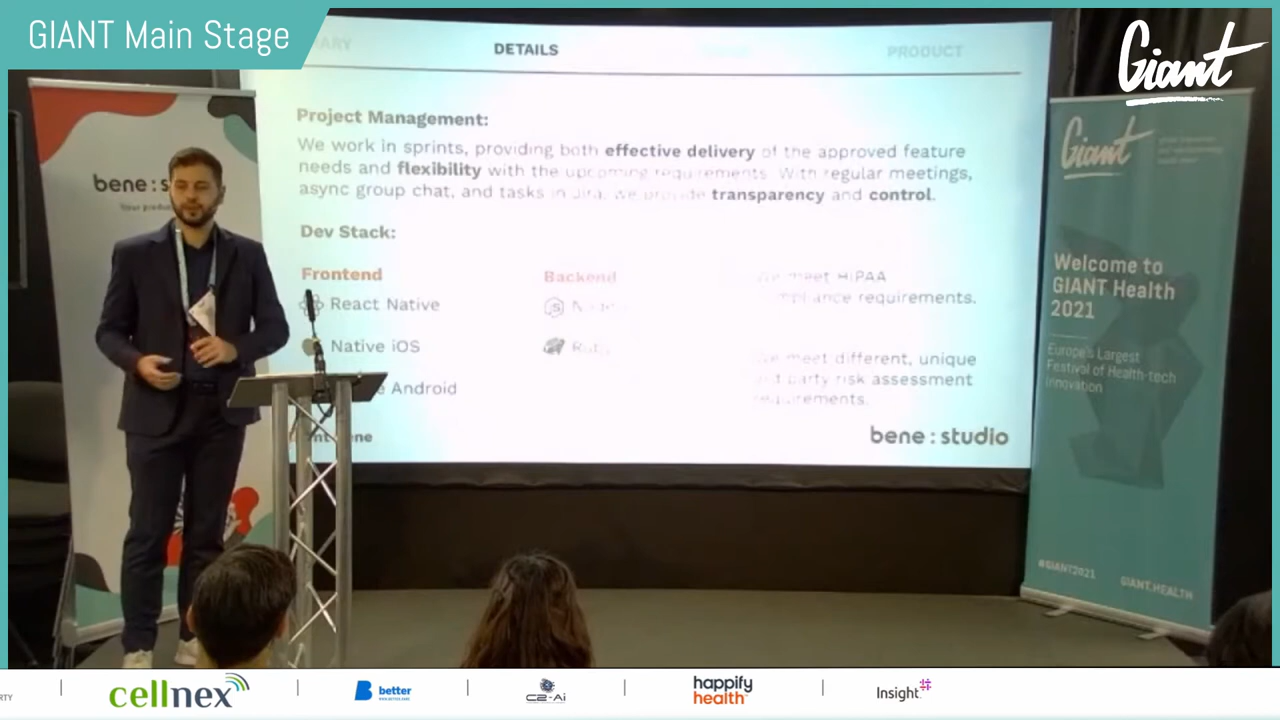 GIANT Main Stage
Giant
DETAILS
PRODUCT
Project Management:
We work in sprints, providing both effective delivery of the approved feature
needs and flexibility with the upcoming requirements. With regular meetings,
async group chat, and tasks in Jira, we provide transparency and control.
Dev Stack:
Frontend
Backend
React Native
Native iOS
Android
We meet HIPAA
requirements.
We meet different, unique
party risk assessment
requirements.
bene : studio
bene : s
Giant
Welcome to
GIANT Health
2021
Europe's Largest
Festival of Health-tech
Innovation
#GIANT2021
GIANT.HEALTH
cellnex
better
C2-Ai
happify
health
Insight